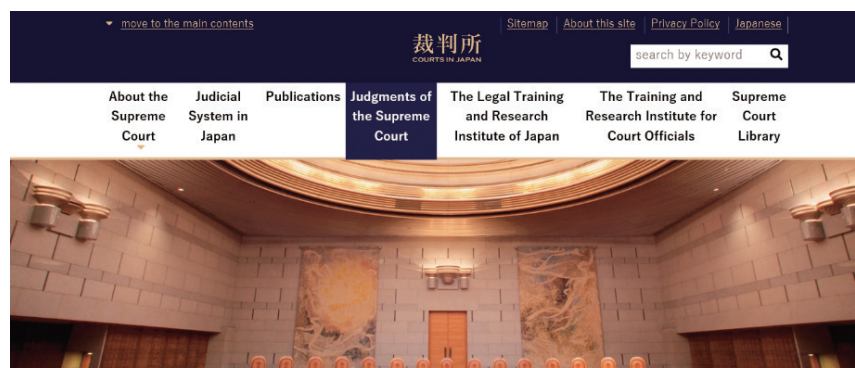 move to the main contents
Sitemap About this site Privacy Policy Japanese
裁判所
COURTS IN JAPAN
search by keyword
About the
Supreme
Court
Judicial
System in
Japan
Publications
Judgments of
the Supreme
Court
The Legal Training
and Research
Institute of Japan
The Training and
Research Institute for
Court Officials
Supreme
Court
Library